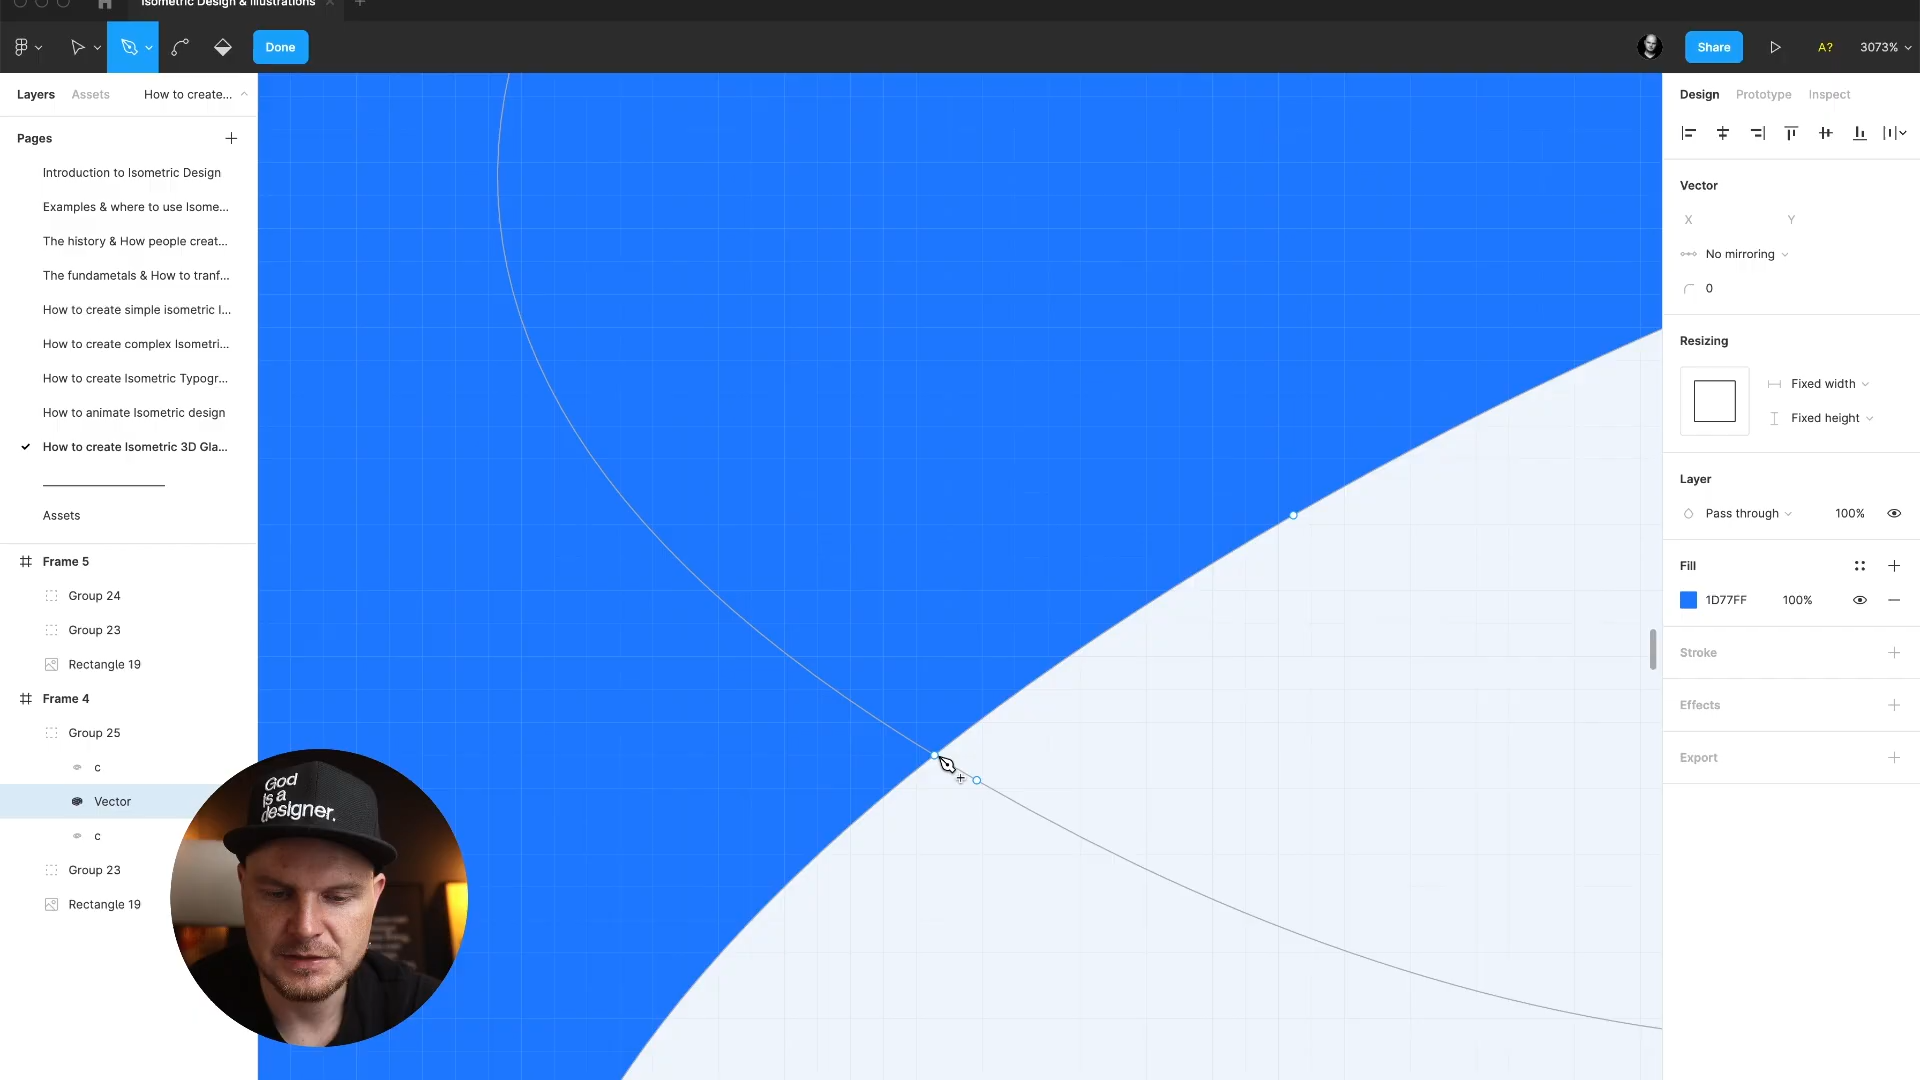 Isometric Design & Illustrations
Done
Share
A?
3073%
Layers
Assets
How to create...
Pages
Introduction to Isometric Design
Examples & where to use Isome...
The history & How people creat...
The fundametals & How to tranf...
How to create simple isometric I...
How to create complex Isometri...
How to create Isometric Typogr...
How to animate Isometric design
How to create Isometric 3D Gla...
Assets
Frame 5
Group 24
Group 23
Rectangle 19
Frame 4
Group 25
c
Vector
c
Group 23
Rectangle 19
God
is a
designer.
Design
Prototype
Inspect
Vector
X
Y
No mirroring
0
Resizing
Fixed width
Fixed height
Layer
Pass through
100%
Fill
1D77FF
100%
Stroke
Effects
Export